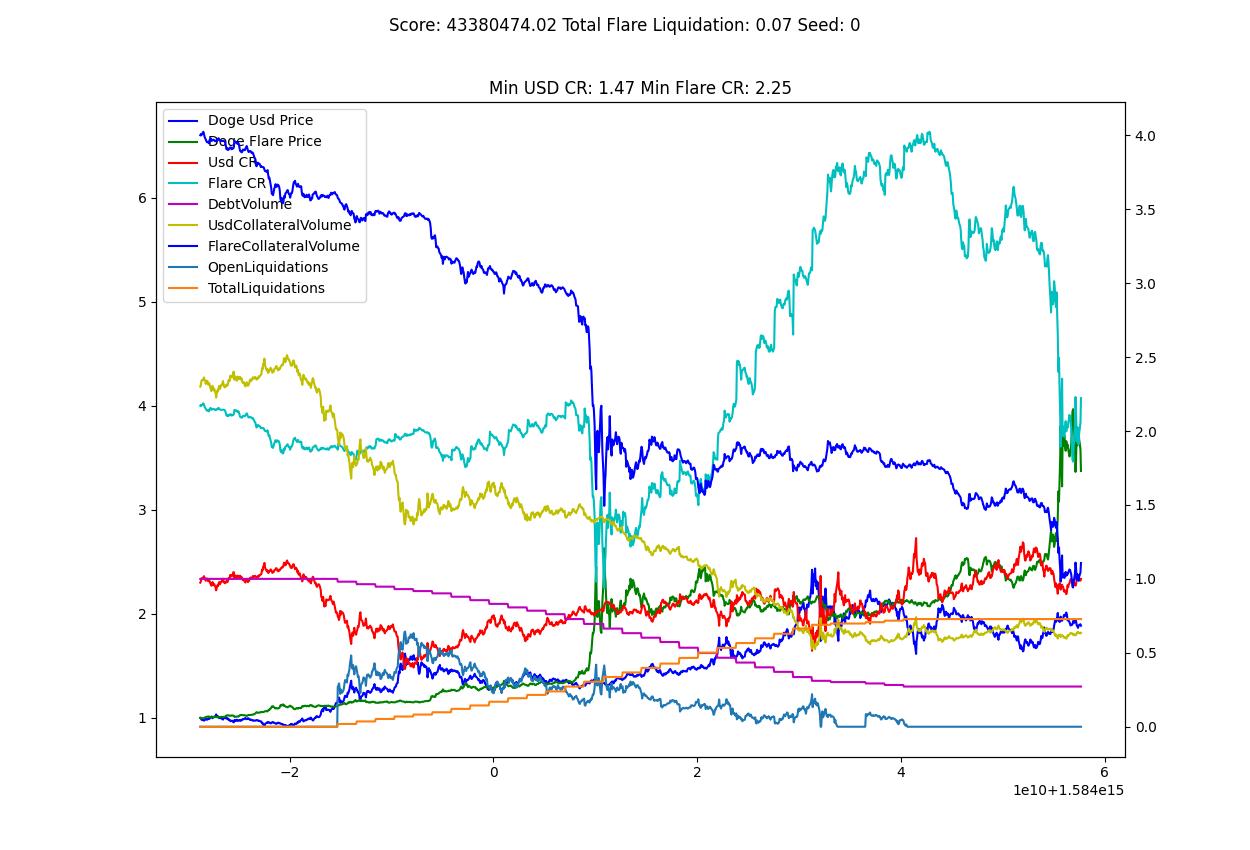 Score: 43380474.02 Total Flare Liquidation: 0.07 Seed: 0
Min USD CR: 1.47 Min Flare CR: 2.25
Doge Usd Price
Doge Flare Price
Usd CR
Flare CR
DebtVolume
UsdCollateralVolume
FlareCollateralVolume
OpenLiquidations
TotalLiquidations
6
5
4
3
2
1
4.0
3.5
3.0
2.5
2.0
1.5
1.0
0.5
0.0
−2
0
2
4
6
1e10+1.584e15